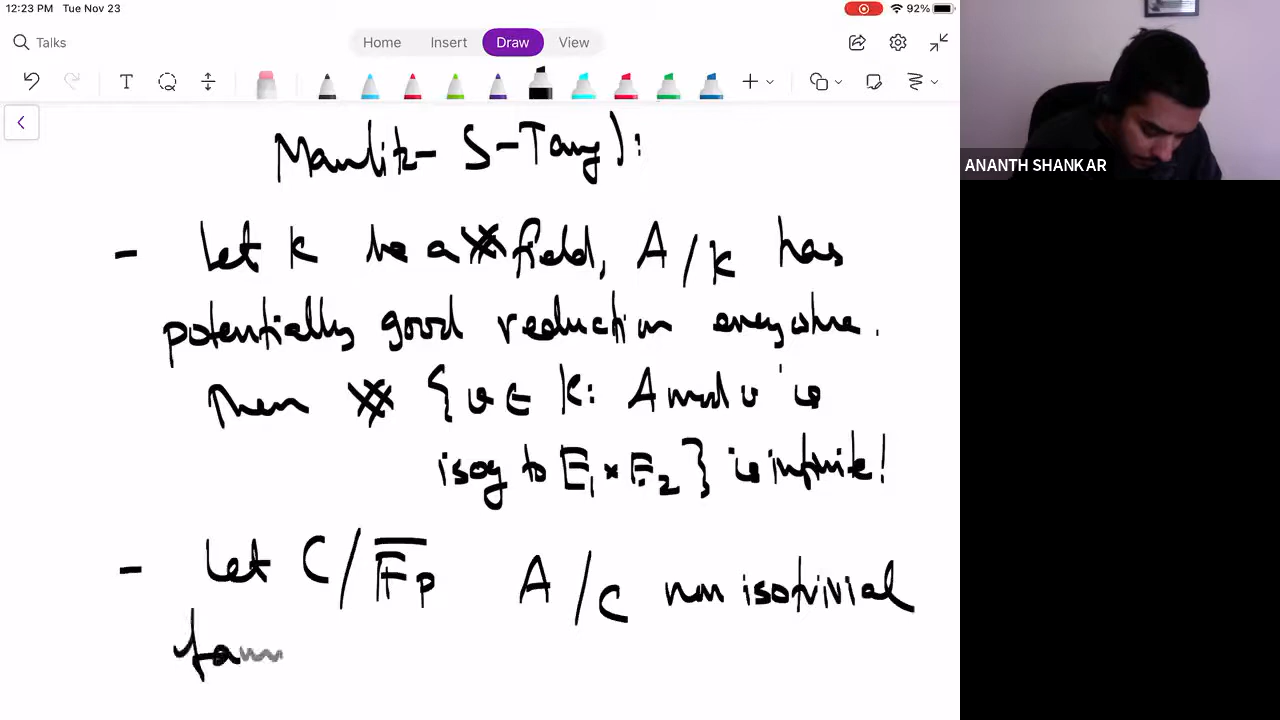 12:23 PM Tue Nov 23
92%
Talks
Home Insert Draw View
T
ANANTH SHANKAR
Maulik- S-Tang):
- Let K be a field, A/K has
potentially good reduction everywhere.
Then {v ∈ K: A mod v is
isog to E₁ × E₂} is infinite!
- Let C/F̅p A/C non isotrivial
fam